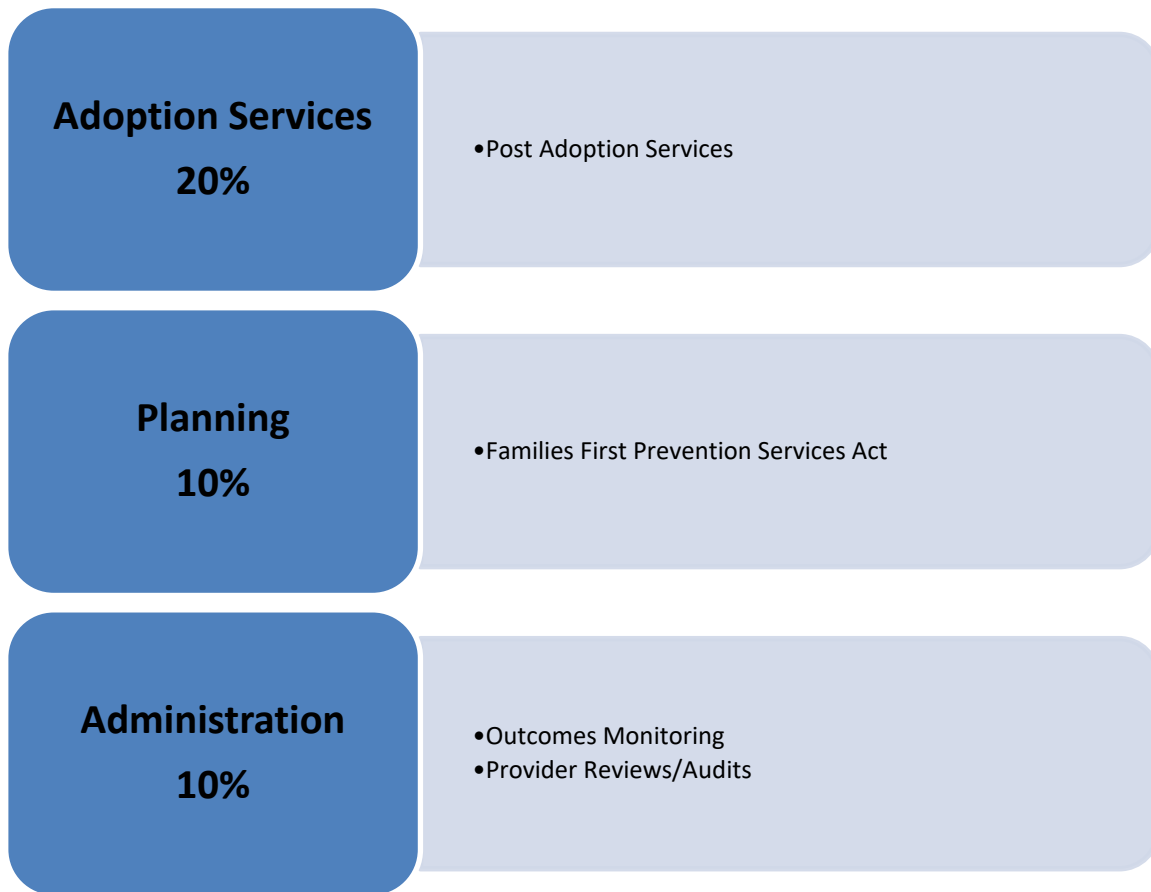 Adoption Services
20%
•Post Adoption Services
Planning
10%
•Families First Prevention Services Act
Administration
10%
•Outcomes Monitoring
•Provider Reviews/Audits